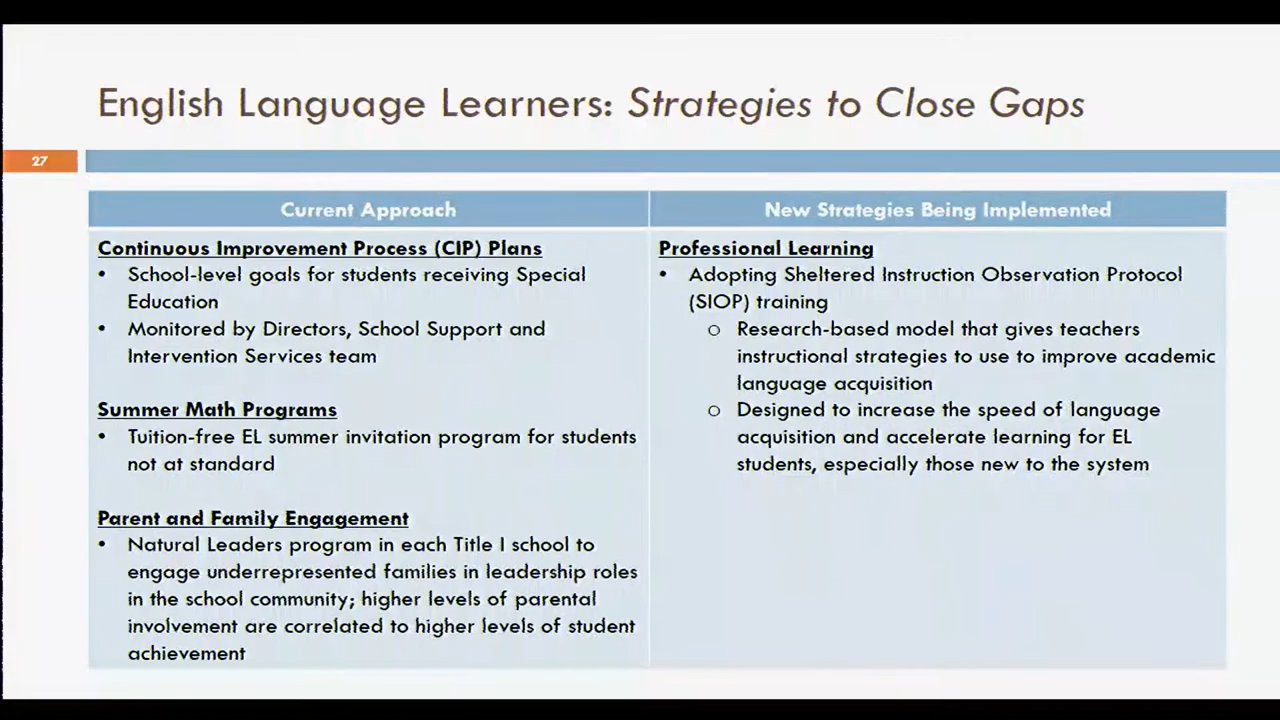 English Language Learners: Strategies to Close Gaps
27
Current Approach
Continuous Improvement Process (CIP) Plans
• School-level goals for students receiving Special
Education
• Monitored by Directors, School Support and
Intervention Services team
Summer Math Programs
• Tuition-free EL summer invitation program for students
not at standard
Parent and Family Engagement
• Natural Leaders program in each Title I school to
engage underrepresented families in leadership roles
in the school community; higher levels of parental
involvement are correlated to higher levels of student
achievement
New Strategies Being Implemented
Professional Learning
• Adopting Sheltered Instruction Observation Protocol
(SIOP) training
o Research-based model that gives teachers
instructional strategies to use to improve academic
language acquisition
o Designed to increase the speed of language
acquisition and accelerate learning for EL
students, especially those new to the system